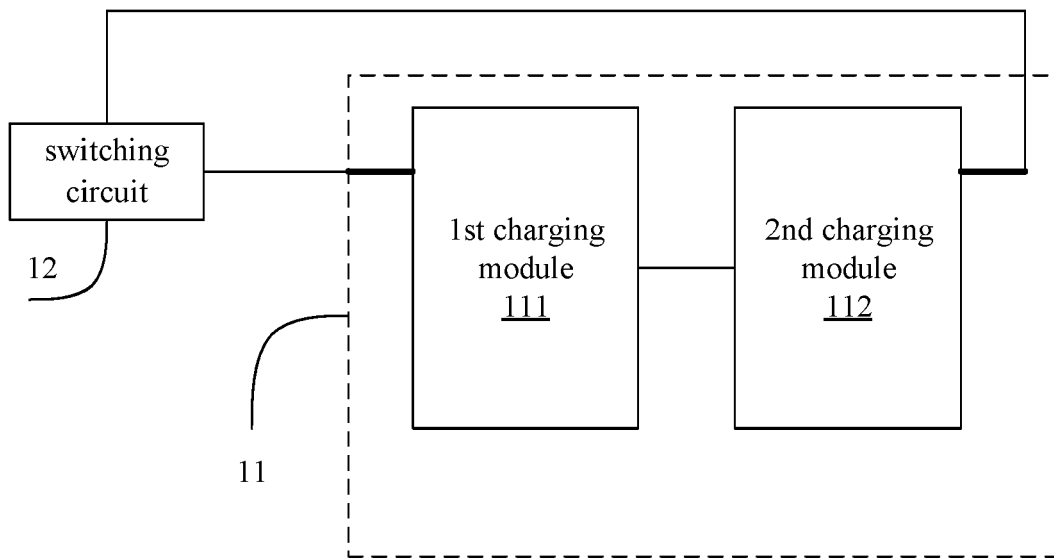 switching
circuit
1st charging
module
111
2nd charging
module
112
12
11